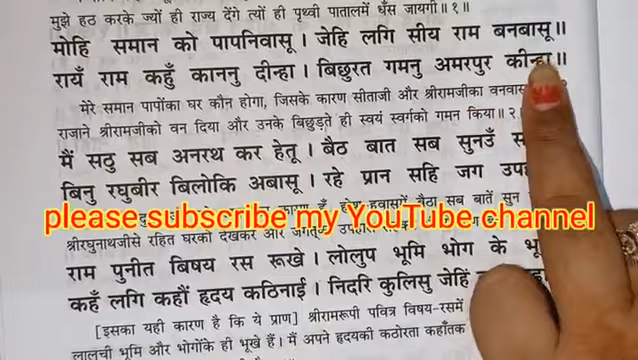 मुझे हठ करके ज्यों ही राज्य देंगे त्यों ही पृथ्वी पातालमें धँस जायगी॥१॥
मोहि समान को पापनिवासू। जेहि लगि सीय राम बनबासू॥
रायँ राम कहुँ काननु दीन्हा। बिछुरत गमनु अमरपुर कीन्हा॥
मेरे समान पापोंका घर कौन होगा, जिसके कारण सीताजी और श्रीरामजीका वनवास
राजाने श्रीरामजीको वन दिया और उनके बिछुड़ते ही स्वयं स्वर्गको गमन किया॥२
मैं सठु सब अनरथ कर हेतू। बैठ बात सब सुनउँ
बिनु रघुबीर बिलोकि अबासू। रहे प्रान सहि जग
please subscribe my YouTube channel
श्रीरघुनाथजीसे रहित घरको देखकर और
राम पुनीत बिषय रस रूखे। लोलुप भूमि भोग के
कहँ लगि कहौं हृदय कठिनाई। निदरि कुलिसु जेहिं
[इसका यही कारण है कि ये प्राण] श्रीरामरूपी पवित्र विषय-रसमें
लालची भूमि और भोगोंके ही भूखे हैं। मैं अपने हृदयकी कठोरता कहाँतक